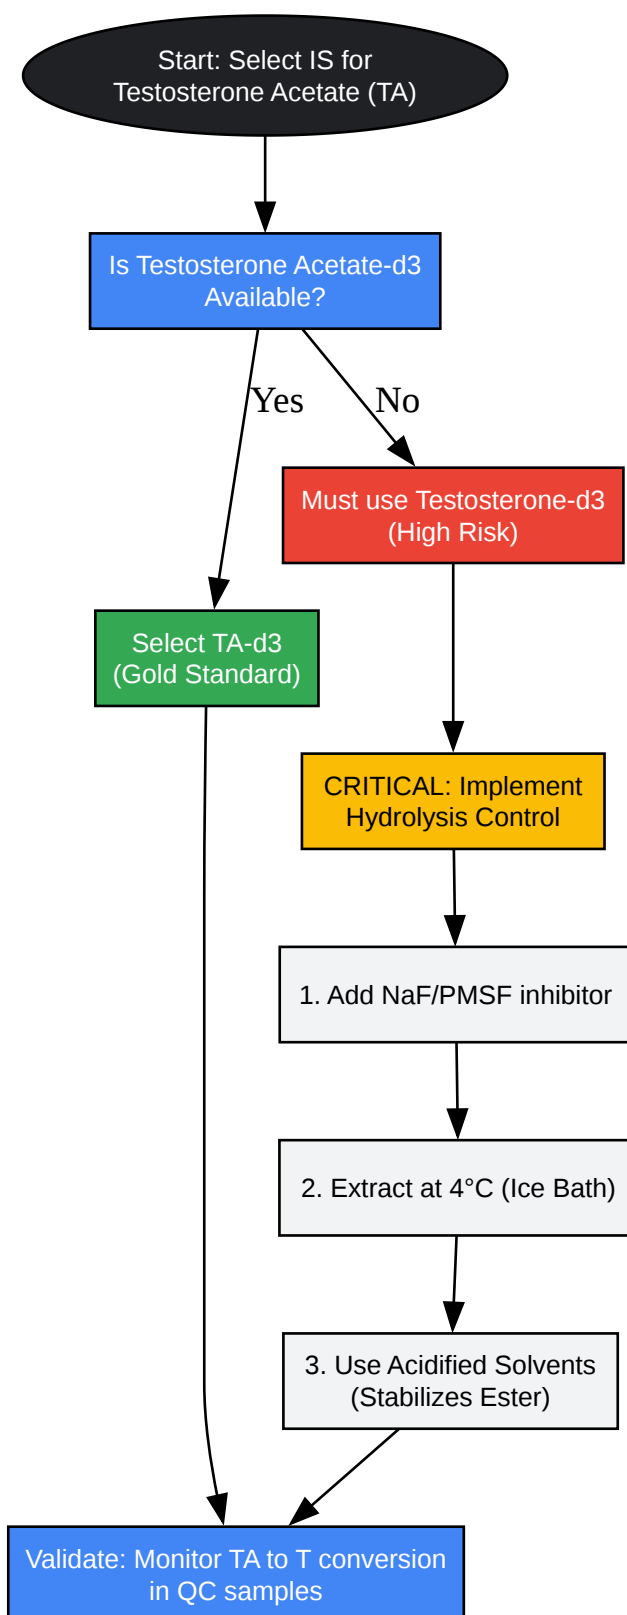 Start: Select IS for
Testosterone Acetate (TA)
Is Testosterone Acetate-d3
Available?
Yes
No
Must use Testosterone-d3
(High Risk)
Select TA-d3
(Gold Standard)
CRITICAL: Implement
Hydrolysis Control
1. Add NaF/PMSF inhibitor
2. Extract at 4°C (Ice Bath)
3. Use Acidified Solvents
(Stabilizes Ester)
Validate: Monitor TA to T conversion
in QC samples